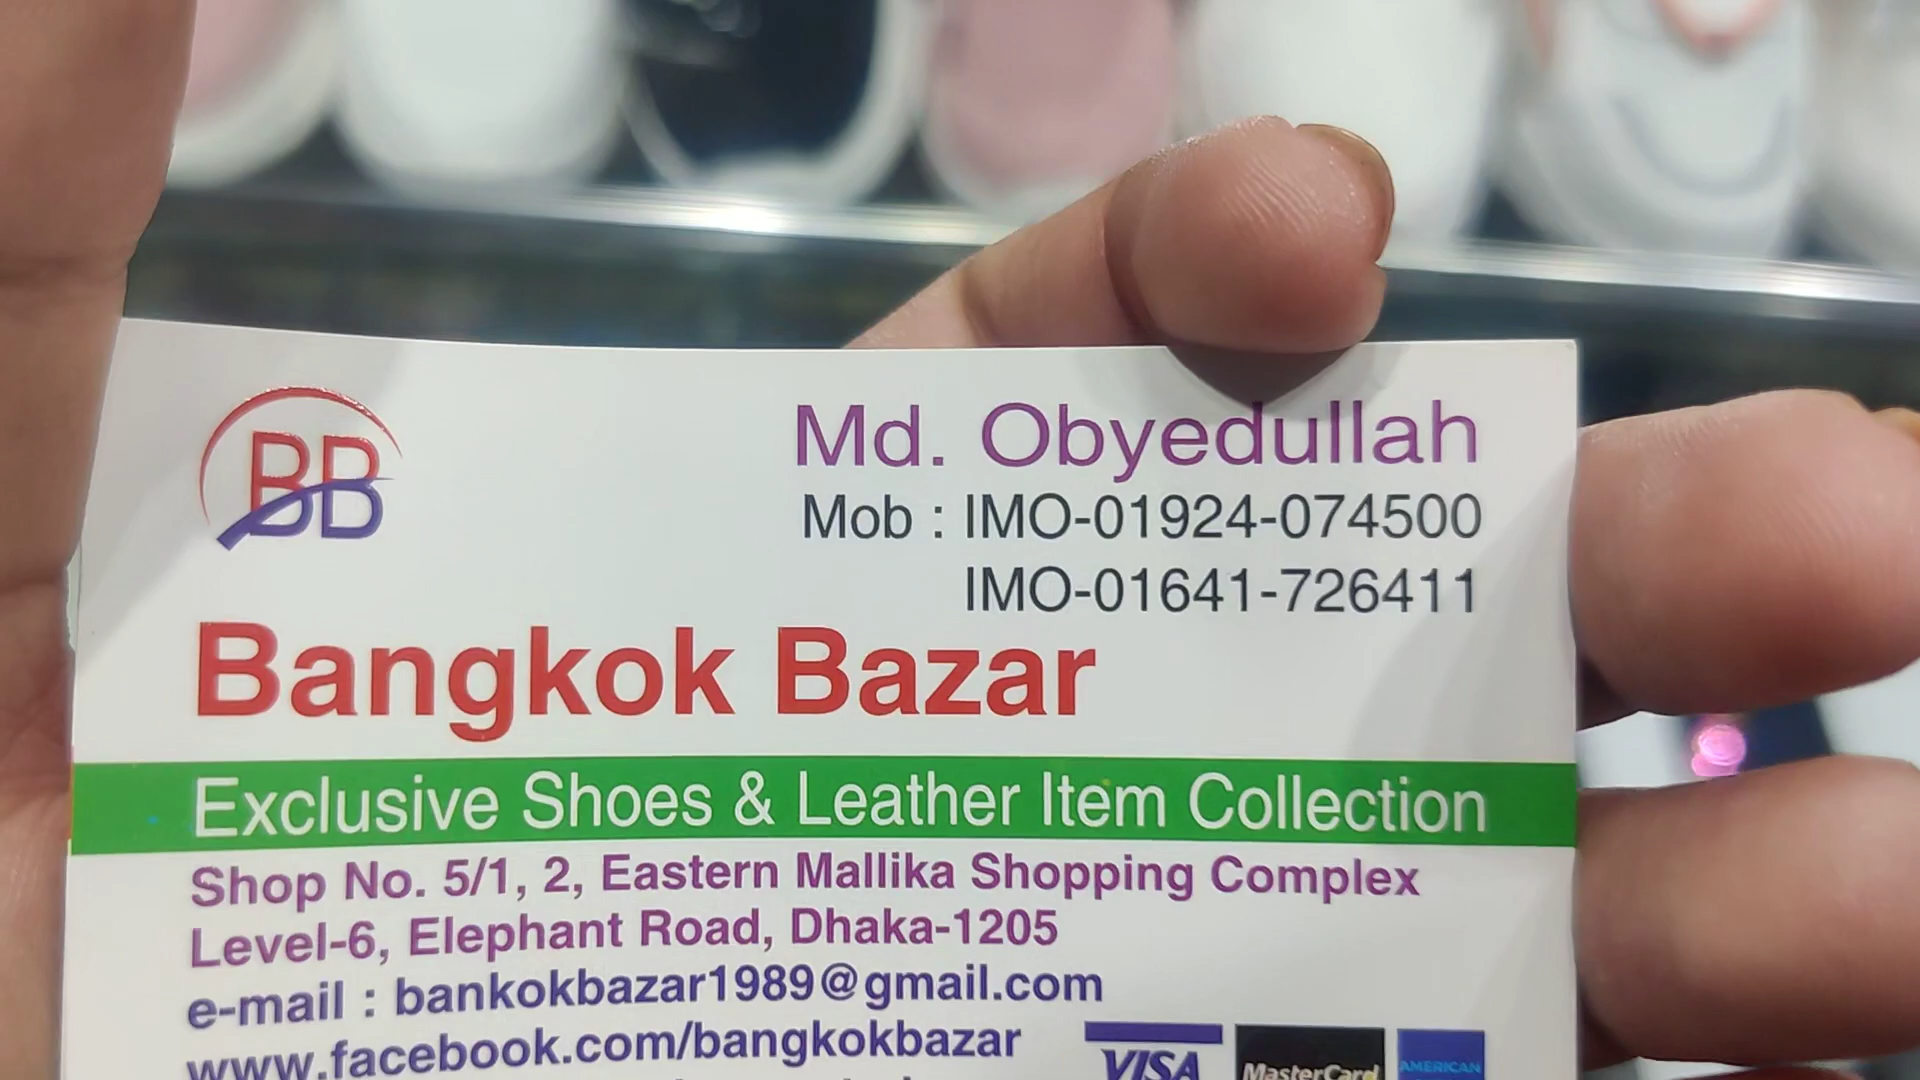 BB
Md. Obyedullah
Mob : IMO-01924-074500
IMO-01641-726411
Bangkok Bazar
Exclusive Shoes & Leather Item Collection
Shop No. 5/1, 2, Eastern Mallika Shopping Complex
Level-6, Elephant Road, Dhaka-1205
e-mail : bankokbazar1989@gmail.com
www.facebook.com/bangkokbazar
VISA MasterCard AMERICAN